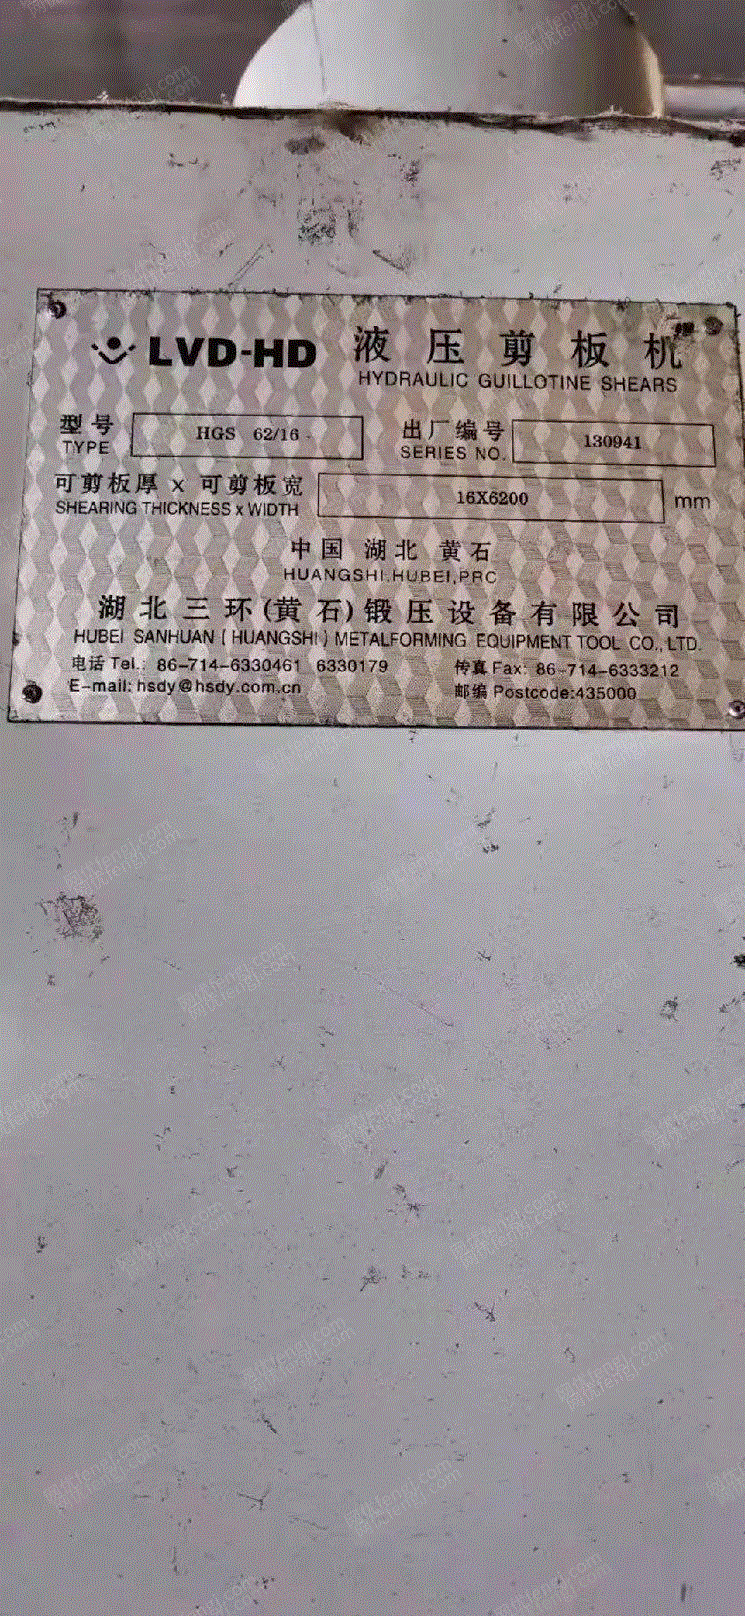 LVD-HD 液压剪板机
HYDRAULIC GUILLOTINE SHEARS
型号 HGS 62/16 出厂编号 130941
TYPE SERIES NO.
可剪板厚 x 可剪板宽 16X6200 mm
SHEARING THICKNESS x WIDTH
中国 湖北 黄石
HUANGSHI.HUBEI,PRC
湖北三环(黄石)锻压设备有限公司
HUBEI SANHUAN (HUANGSHI) METALFORMING EQUIPMENT TOOL CO., LTD.
电话 Tel.: 86-714-6330461 6330179 传真 Fax: 86-714-6333212
E-mail: hsdy@hsdy.com.cn 邮编 Postcode:435000